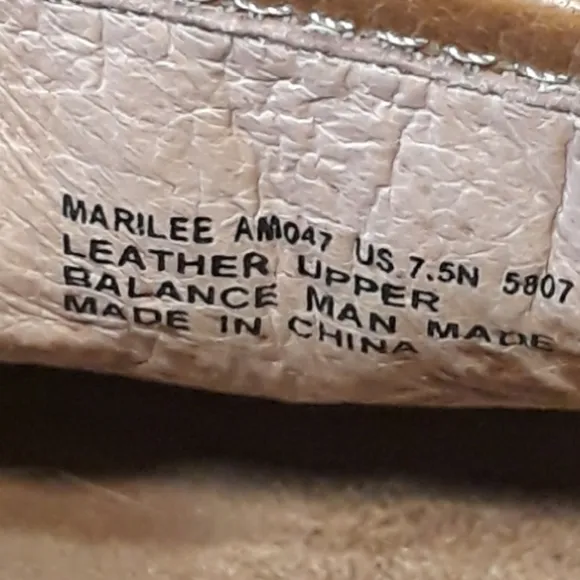 MARILEE AM047 US 7.5N 5807
LEATHER UPPER
BALANCE MAN MADE
MADE IN CHINA